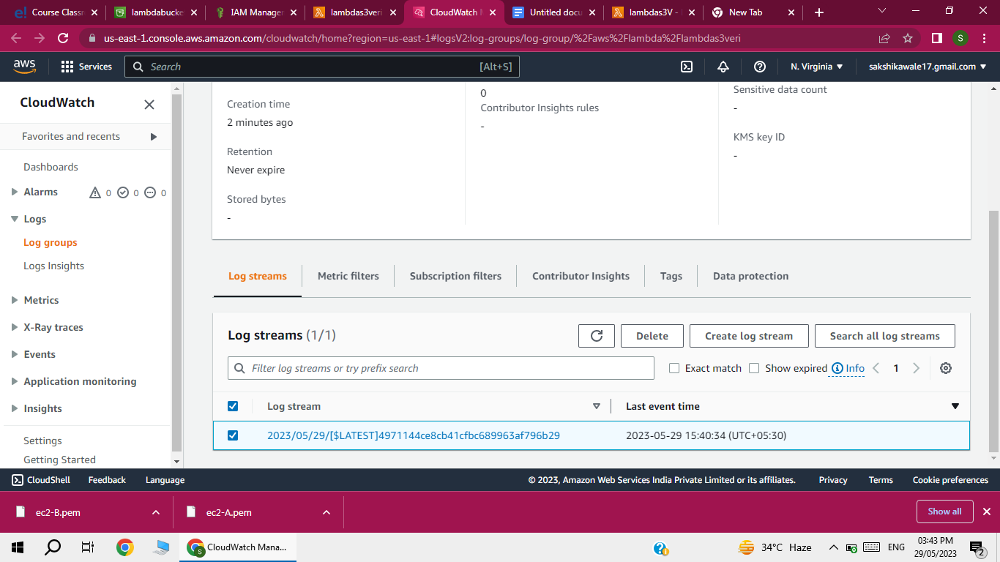 Course Classr
lambdabucke
IAM Manager
lambdas3veri
CloudWatch M
Untitled docu
lambdas3V -
New Tab
us-east-1.console.aws.amazon.com/cloudwatch/home?region=us-east-1#logsV2:log-groups/log-group/%2Faws%2Flambda%2Flambdas3veri
S
aws
Services
Search
[Alt+S]
N. Virginia
sakshikawale17.gmail.com
CloudWatch
Favorites and recents
Dashboards
Alarms
0
0
0
Logs
Log groups
Logs Insights
Metrics
X-Ray traces
Events
Application monitoring
Insights
Settings
Getting Started
Creation time
2 minutes ago
Retention
Never expire
Stored bytes
-
0
Contributor Insights rules
-
Sensitive data count
-
KMS key ID
-
Log streams
Metric filters
Subscription filters
Contributor Insights
Tags
Data protection
Log streams (1/1)
Delete
Create log stream
Search all log streams
Filter log streams or try prefix search
Exact match
Show expired
Info
1
Log stream
Last event time
2023/05/29/[$LATEST]4971144ce8cb41cfbc689963af796b29
2023-05-29 15:40:34 (UTC+05:30)
CloudShell
Feedback
Language
© 2023, Amazon Web Services India Private Limited or its affiliates.
Privacy
Terms
Cookie preferences
ec2-B.pem
ec2-A.pem
Show all
S
CloudWatch Mana...
34°C Haze
ENG
03:43 PM
29/05/2023
2